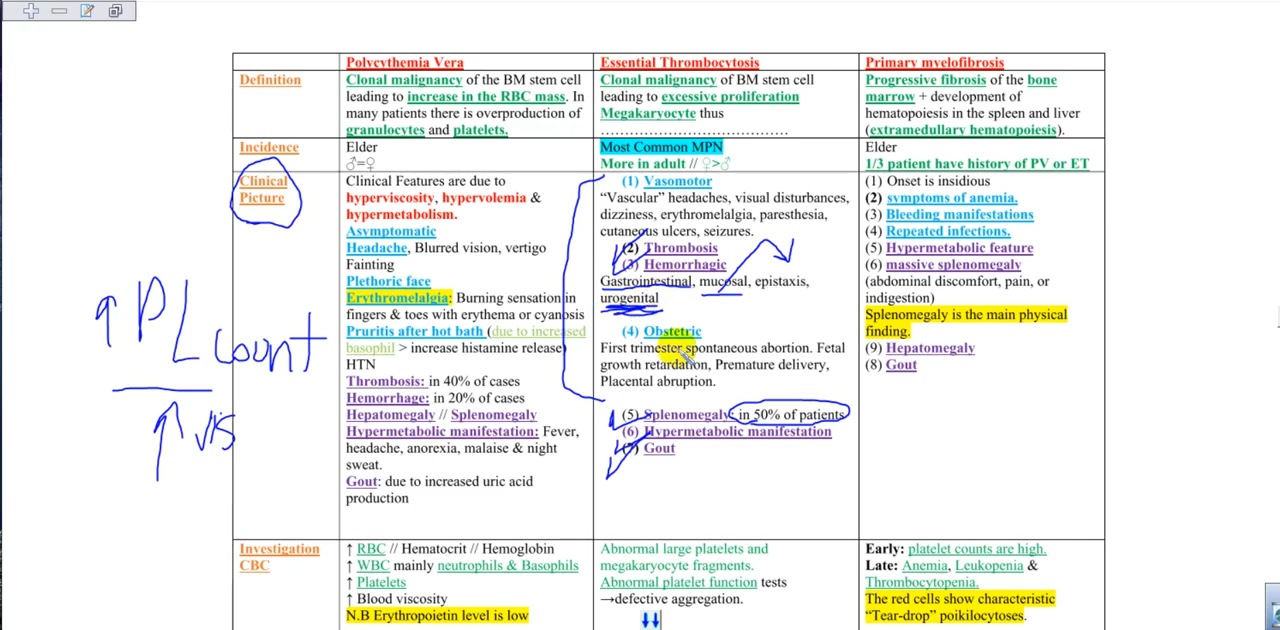 Polycythemia Vera
Essential Thrombocytosis
Primary myelofibrosis
Definition
Clonal malignancy of the BM stem cell
leading to increase in the RBC mass. In
many patients there is overproduction of
granulocytes and platelets.
Clonal malignancy of BM stem cell
leading to excessive proliferation
Megakaryocyte thus
……………………………………
Progressive fibrosis of the bone
marrow + development of
hematopoiesis in the spleen and liver
(extramedullary hematopoiesis).
Incidence
Elder
♂=♀
Most Common MPN
More in adult // ♀>♂
Elder
1/3 patient have history of PV or ET
Clinical
Picture
Clinical Features are due to
hyperviscosity, hypervolemia &
hypermetabolism.
Asymptomatic
Headache, Blurred vision, vertigo
Fainting
Plethoric face
Erythromelalgia: Burning sensation in
fingers & toes with erythema or cyanosis
Pruritis after hot bath (due to increased
basophil > increase histamine release)
HTN
Thrombosis: in 40% of cases
Hemorrhage: in 20% of cases
Hepatomegaly // Splenomegaly
Hypermetabolic manifestation: Fever,
headache, anorexia, malaise & night
sweat.
Gout: due to increased uric acid
production
(1) Vasomotor
“Vascular” headaches, visual disturbances,
dizziness, erythromelalgia, paresthesia,
cutaneous ulcers, seizures.
(2) Thrombosis
(3) Hemorrhagic
Gastrointestinal, mucosal, epistaxis,
urogenital
(4) Obstetric
First trimester spontaneous abortion. Fetal
growth retardation, Premature delivery,
Placental abruption.
(5) Splenomegaly: in 50% of patients
(6) Hypermetabolic manifestation
(7) Gout
(1) Onset is insidious
(2) symptoms of anemia.
(3) Bleeding manifestations
(4) Repeated infections.
(5) Hypermetabolic feature
(6) massive splenomegaly
(abdominal discomfort, pain, or
indigestion)
Splenomegaly is the main physical
finding.
(9) Hepatomegaly
(8) Gout
↑ PL count
↑ vis
Investigation
CBC
↑ RBC // Hematocrit // Hemoglobin
↑ WBC mainly neutrophils & Basophils
↑ Platelets
↑ Blood viscosity
N.B Erythropoietin level is low
Abnormal large platelets and
megakaryocyte fragments.
Abnormal platelet function tests
→defective aggregation.
Early: platelet counts are high.
Late: Anemia, Leukopenia &
Thrombocytopenia.
The red cells show characteristic
“Tear-drop” poikilocytoses.